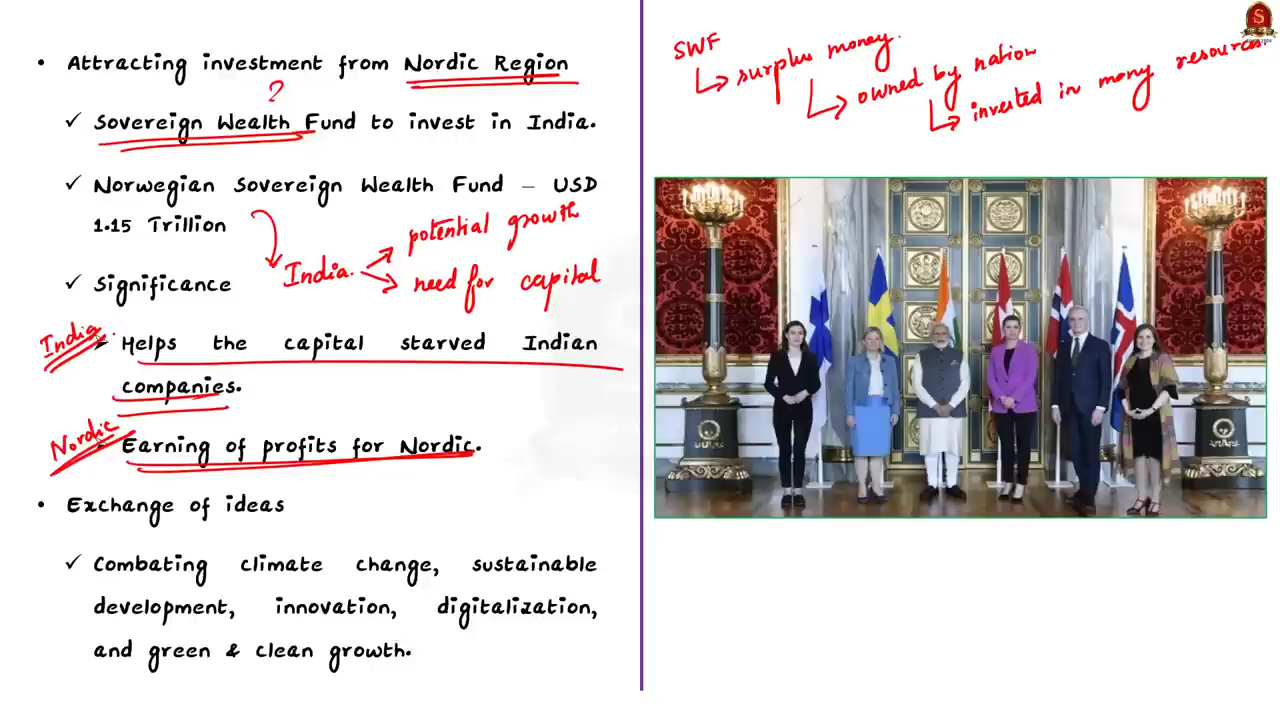 • Attracting investment from Nordic Region
?
✓ Sovereign Wealth Fund to invest in India.
✓ Norwegian Sovereign Wealth Fund – USD
1.15 Trillion
potential growth
India.
need for capital
✓ Significance
India
➤ Helps the capital starved Indian
companies.
Nordic
Earning of profits for Nordic.
• Exchange of ideas
✓ Combating climate change, sustainable
development, innovation, digitalization,
and green & clean growth.
SWF
surplus money.
owned by nation
invested in many resources